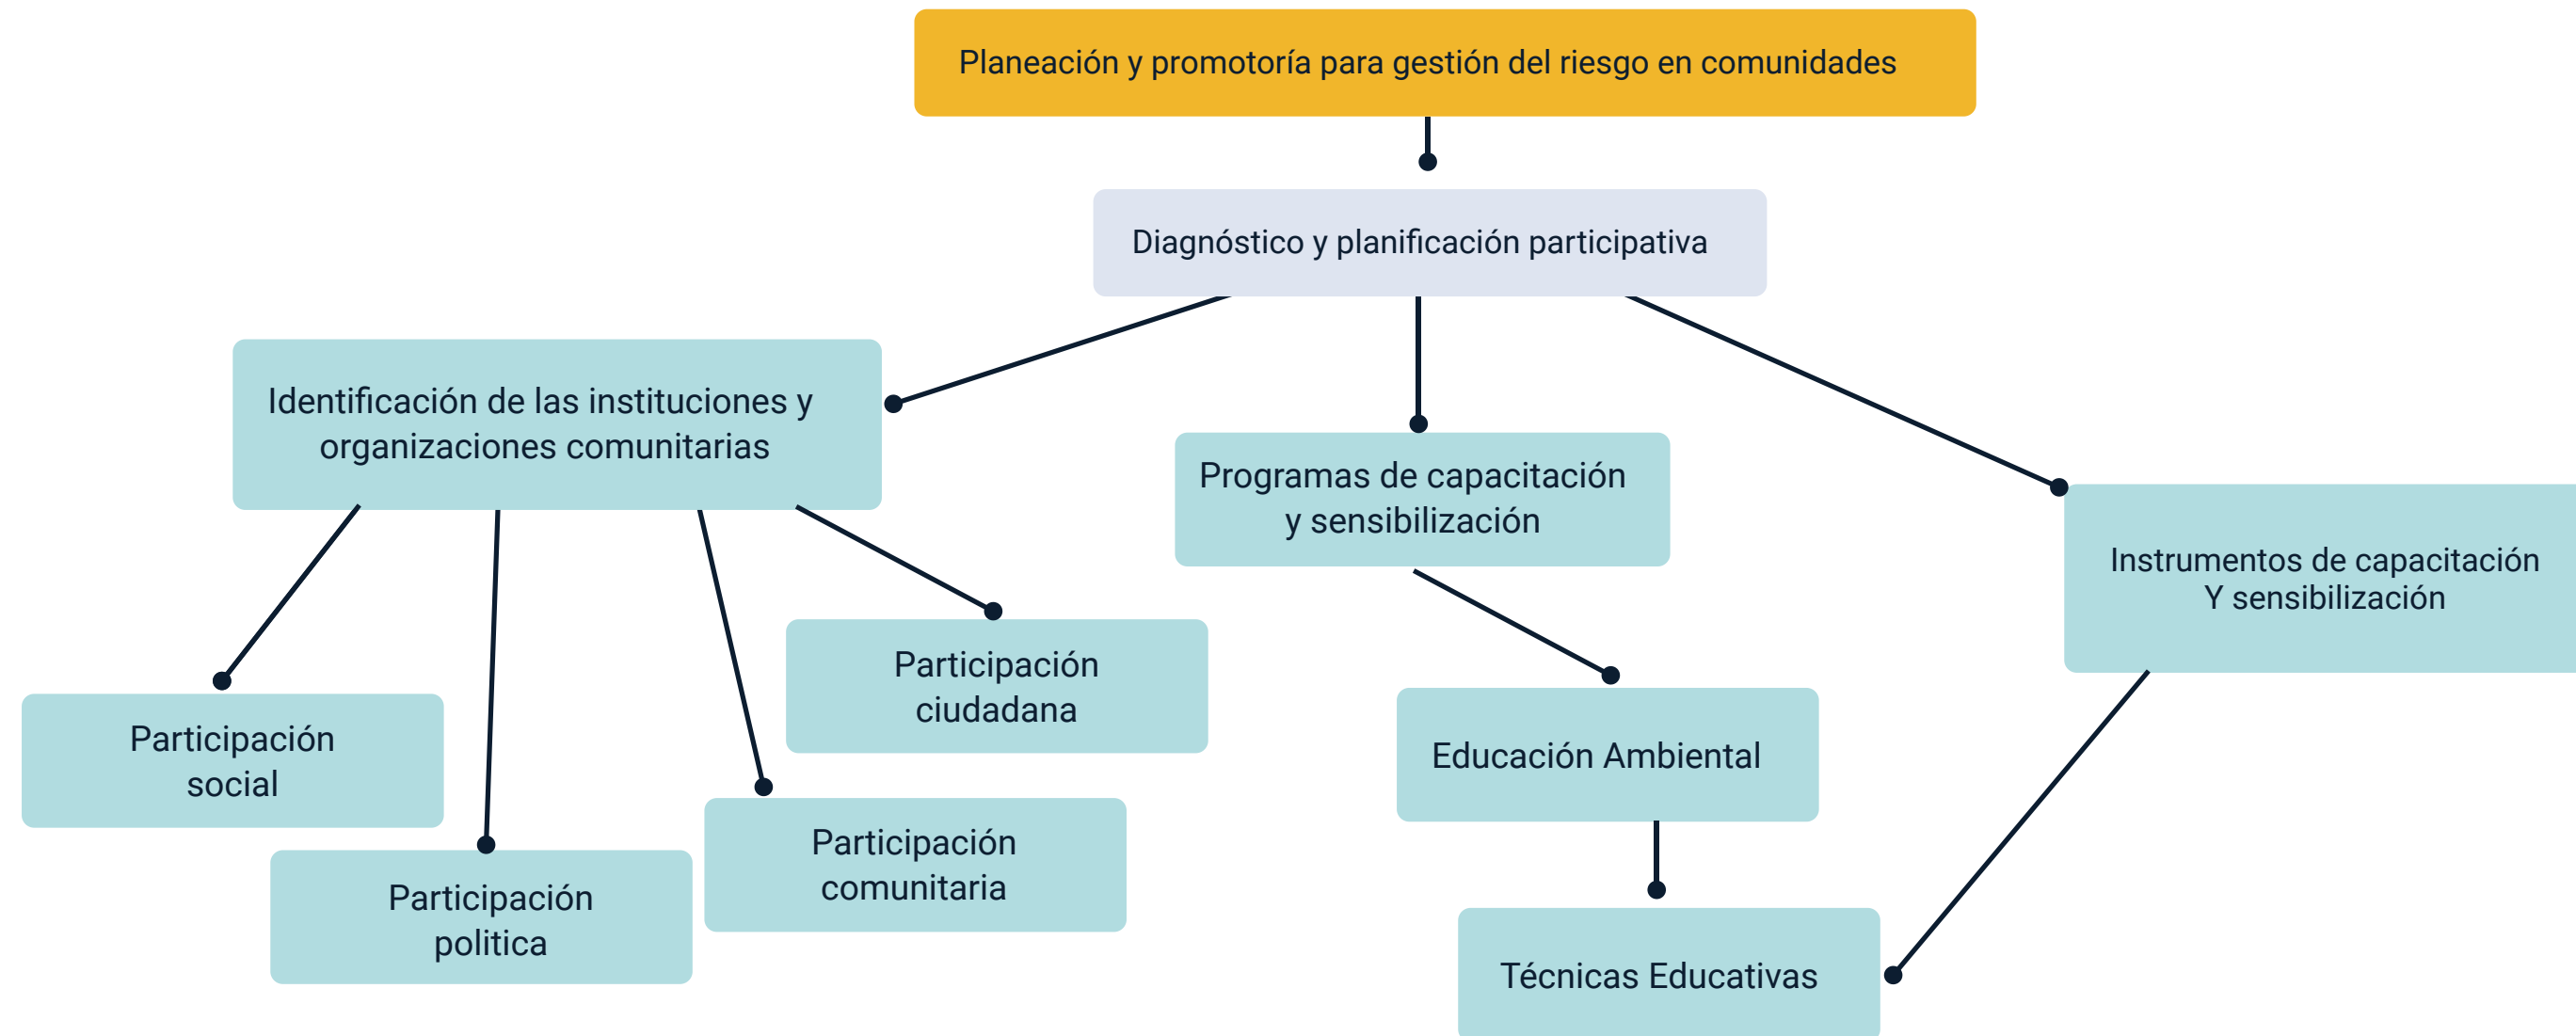 Planeación y promotoría para gestión del riesgo en comunidades
Diagnóstico y planificación participativa
Identificación de las instituciones y
organizaciones comunitarias
Programas de capacitación
y sensibilización
Instrumentos de capacitación
Y sensibilización
Participación
social
Participación
politica
Participación
comunitaria
Participación
ciudadana
Educación Ambiental
Técnicas Educativas